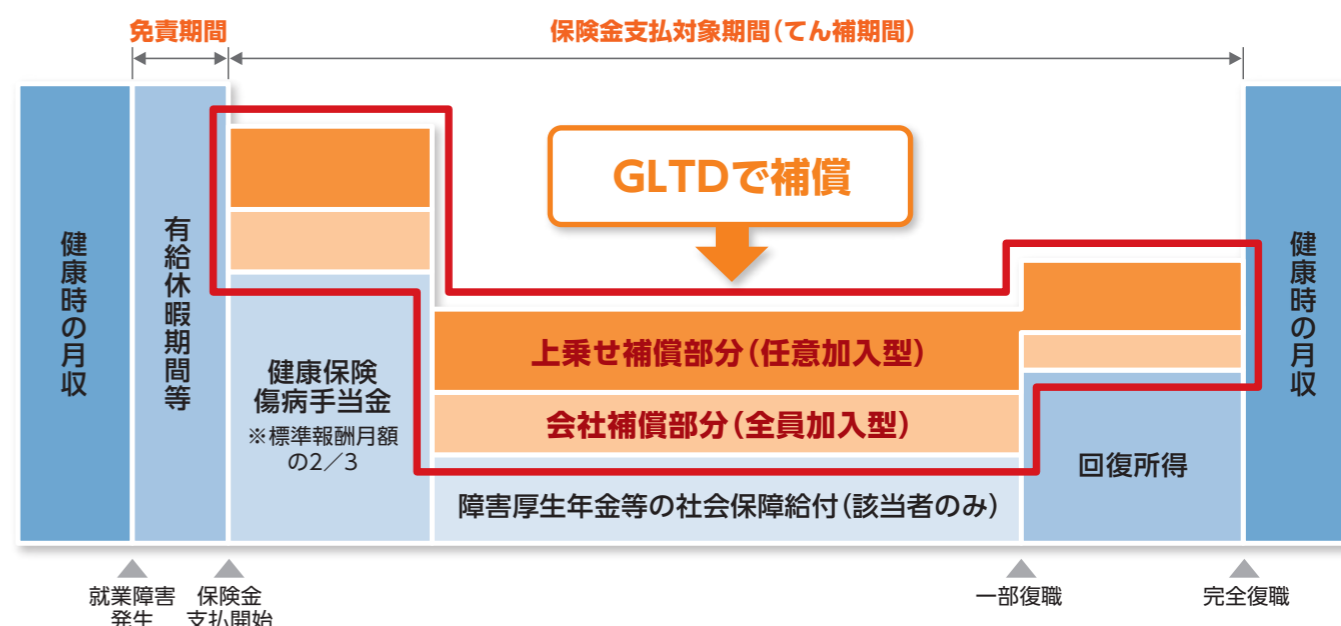 免責期間
保険金支払対象期間(てん補期間)
健康時の月収
有給休暇期間等
GLTDで補償
健康保険
傷病手当金
※標準報酬月額
の2/3
上乗せ補償部分(任意加入型)
会社補償部分(全員加入型)
障害厚生年金等の社会保障給付(該当者のみ)
回復所得
健康時の月収
就業障害
発生
保険金
支払開始
一部復職
完全復職